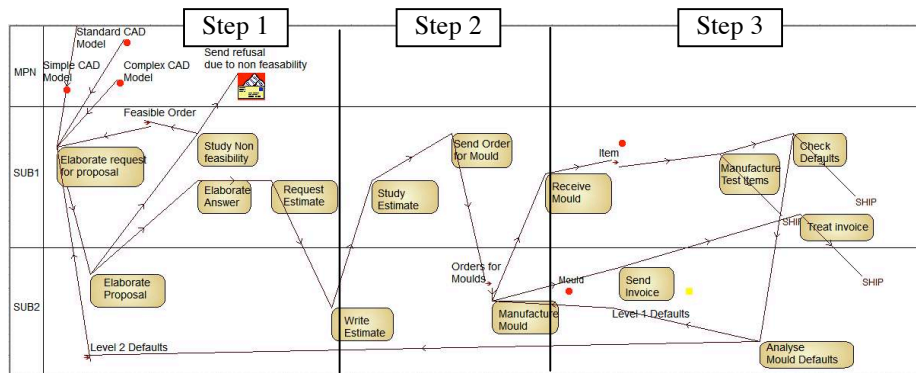 Step 1
Step 2
Step 3
Standard CAD
Model
Send refusal
due to non feasability
MPN
Simple CAD
Model
Complex CAD
Model
Feasible Order
Study Non
feasibility
Send Order
for Mould
Check
Defaults
Elaborate request
for proposal
Item
SUB1
Elaborate
Answer
Request
Estimate
Study
Estimate
Receive
Mould
Manufacture
Test Items
SHIP
SHIP
Treat invoice
Elaborate
Proposal
Orders for
Moulds
Mould
Send
Invoice
SHIP
SUB2
Write
Estimate
Manufacture
Mould
Level 1 Defaults
Level 2 Defaults
Analyse
Mould Defaults